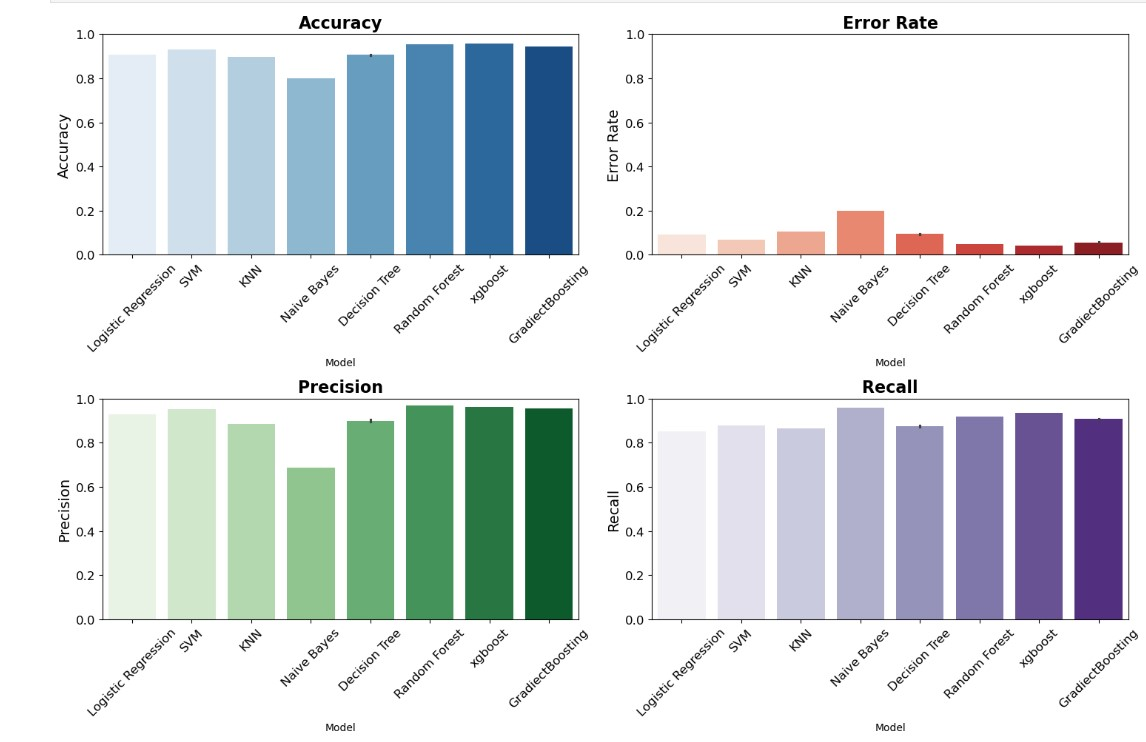 Accuracy
Accuracy
1.0
0.8
0.6
0.4
0.2
0.0
Logistic Regression
SVM
KNN
Naive Bayes
Decision Tree
Random Forest
xgboost
GradiectBoosting
Model
Error Rate
Error Rate
1.0
0.8
0.6
0.4
0.2
0.0
Logistic Regression
SVM
KNN
Naive Bayes
Decision Tree
Random Forest
xgboost
GradiectBoosting
Model
Precision
Precision
1.0
0.8
0.6
0.4
0.2
0.0
Logistic Regression
SVM
KNN
Naive Bayes
Decision Tree
Random Forest
xgboost
GradiectBoosting
Model
Recall
Recall
1.0
0.8
0.6
0.4
0.2
0.0
Logistic Regression
SVM
KNN
Naive Bayes
Decision Tree
Random Forest
xgboost
GradiectBoosting
Model